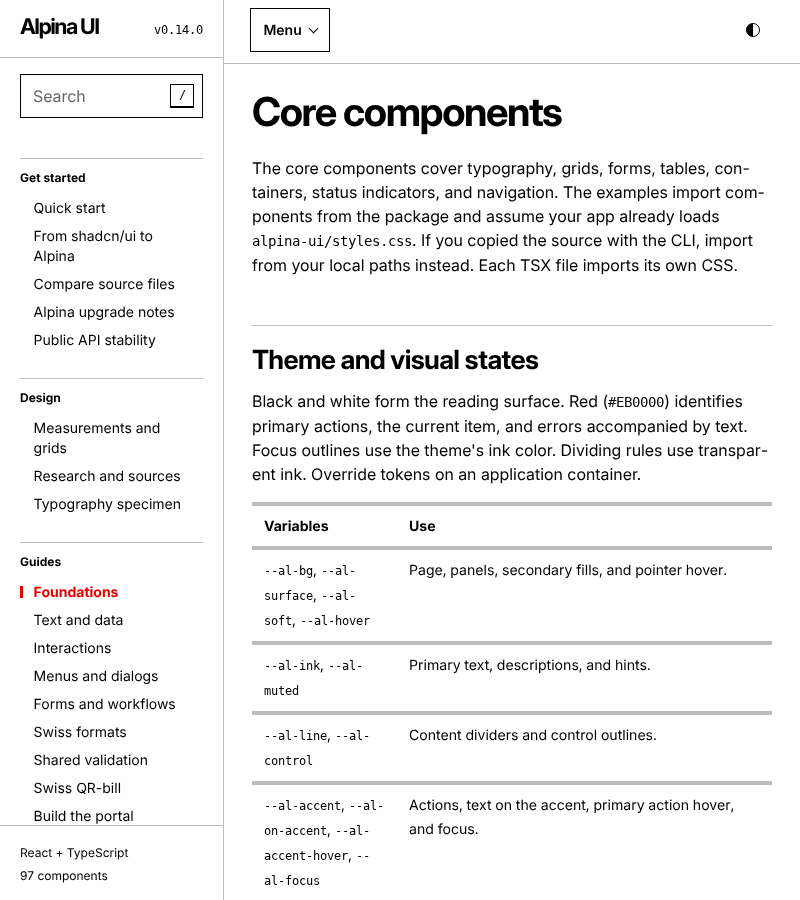 Alpina UI
v0.14.0
Search
/
Get started
Quick start
From shadcn/ui to
Alpina
Compare source files
Alpina upgrade notes
Public API stability
Design
Measurements and
grids
Research and sources
Typography specimen
Guides
Foundations
Text and data
Interactions
Menus and dialogs
Forms and workflows
Swiss formats
Shared validation
Swiss QR-bill
Build the portal
React + TypeScript
97 components
Menu
Core components
The core components cover typography, grids, forms, tables, con-
tainers, status indicators, and navigation. The examples import com-
ponents from the package and assume your app already loads
alpina-ui/styles.css. If you copied the source with the CLI, import
from your local paths instead. Each TSX file imports its own CSS.
Theme and visual states
Black and white form the reading surface. Red (#EB0000) identifies
primary actions, the current item, and errors accompanied by text.
Focus outlines use the theme's ink color. Dividing rules use transpar-
ent ink. Override tokens on an application container.
Variables
Use
--al-bg, --al-
surface, --al-
soft, --al-hover
Page, panels, secondary fills, and pointer hover.
--al-ink, --al-
muted
Primary text, descriptions, and hints.
--al-line, --al-
control
Content dividers and control outlines.
--al-accent, --al-
on-accent, --al-
accent-hover, --
al-focus
Actions, text on the accent, primary action hover,
and focus.